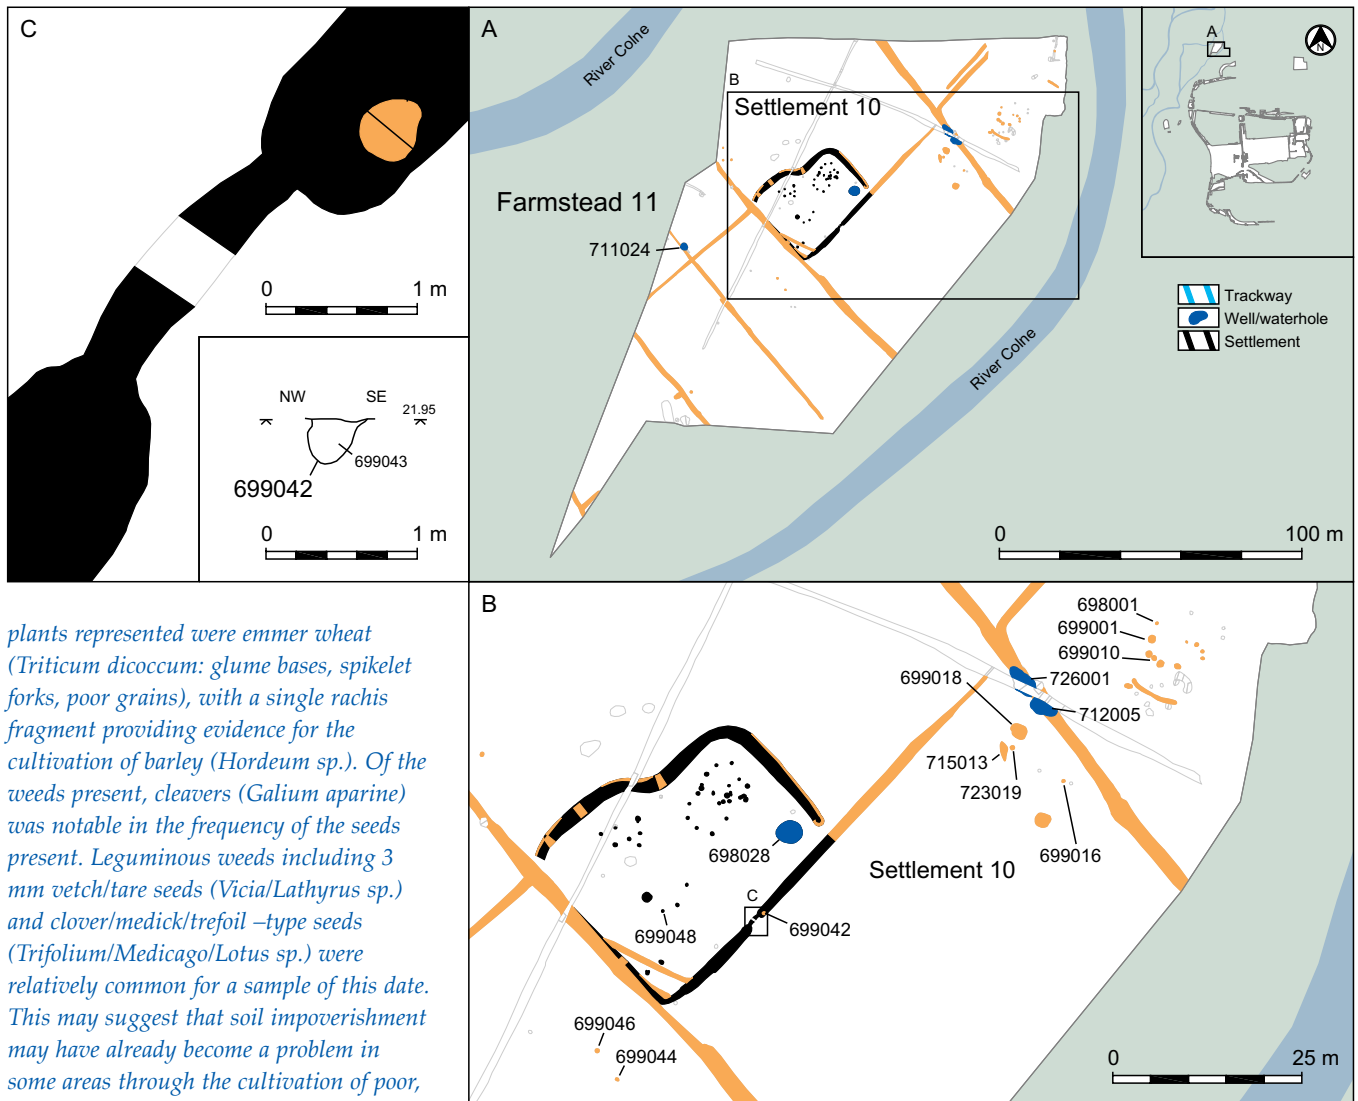 C
0 1 m
NW SE
21.95
699043
699042
0 1 m
A
River Colne
B
Settlement 10
Farmstead 11
711024
River Colne
0 100 m
A
N
Trackway
Well/waterhole
Settlement
plants represented were emmer wheat
(Triticum dicoccum: glume bases, spikelet
forks, poor grains), with a single rachis
fragment providing evidence for the
cultivation of barley (Hordeum sp.). Of the
weeds present, cleavers (Galium aparine)
was notable in the frequency of the seeds
present. Leguminous weeds including 3
mm vetch/tare seeds (Vicia/Lathyrus sp.)
and clover/medick/trefoil –type seeds
(Trifolium/Medicago/Lotus sp.) were
relatively common for a sample of this date.
This may suggest that soil impoverishment
may have already become a problem in
some areas through the cultivation of poor,
B
698001
699001
699010
699018
726001
712005
715013
723019
699016
698028
Settlement 10
C
699048
699042
699046
699044
0 25 m